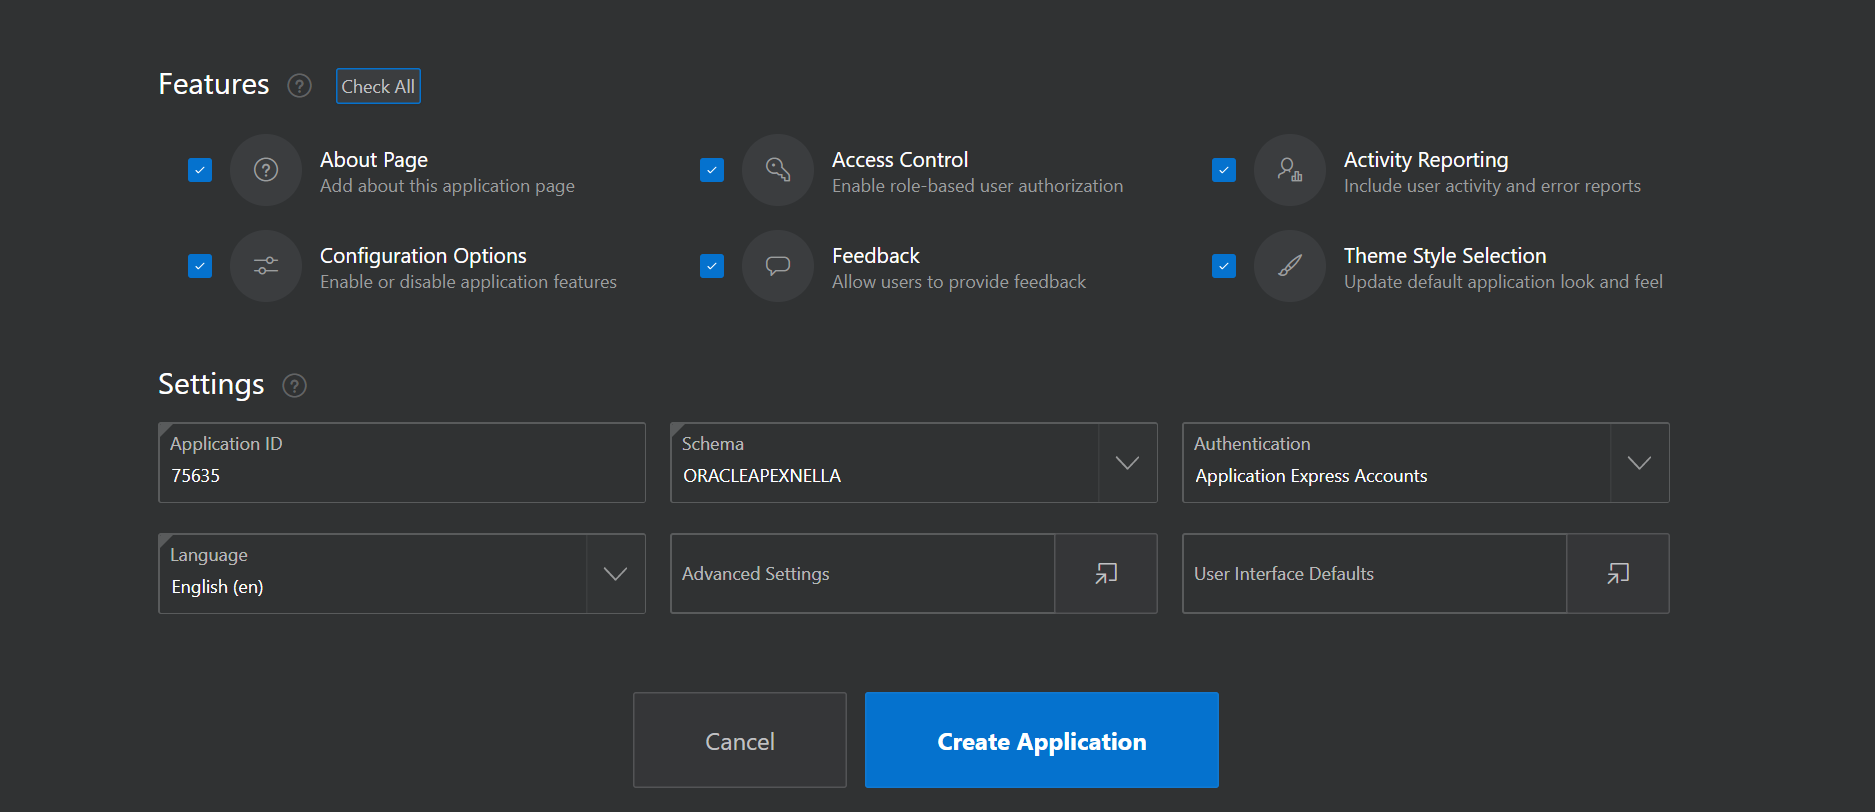 Features ? Check All
About Page
Add about this application page
Access Control
Enable role-based user authorization
Activity Reporting
Include user activity and error reports
Configuration Options
Enable or disable application features
Feedback
Allow users to provide feedback
Theme Style Selection
Update default application look and feel
Settings ?
Application ID
75635
Schema
ORACLEAPEXNELLA
Authentication
Application Express Accounts
Language
English (en)
Advanced Settings
User Interface Defaults
Cancel
Create Application